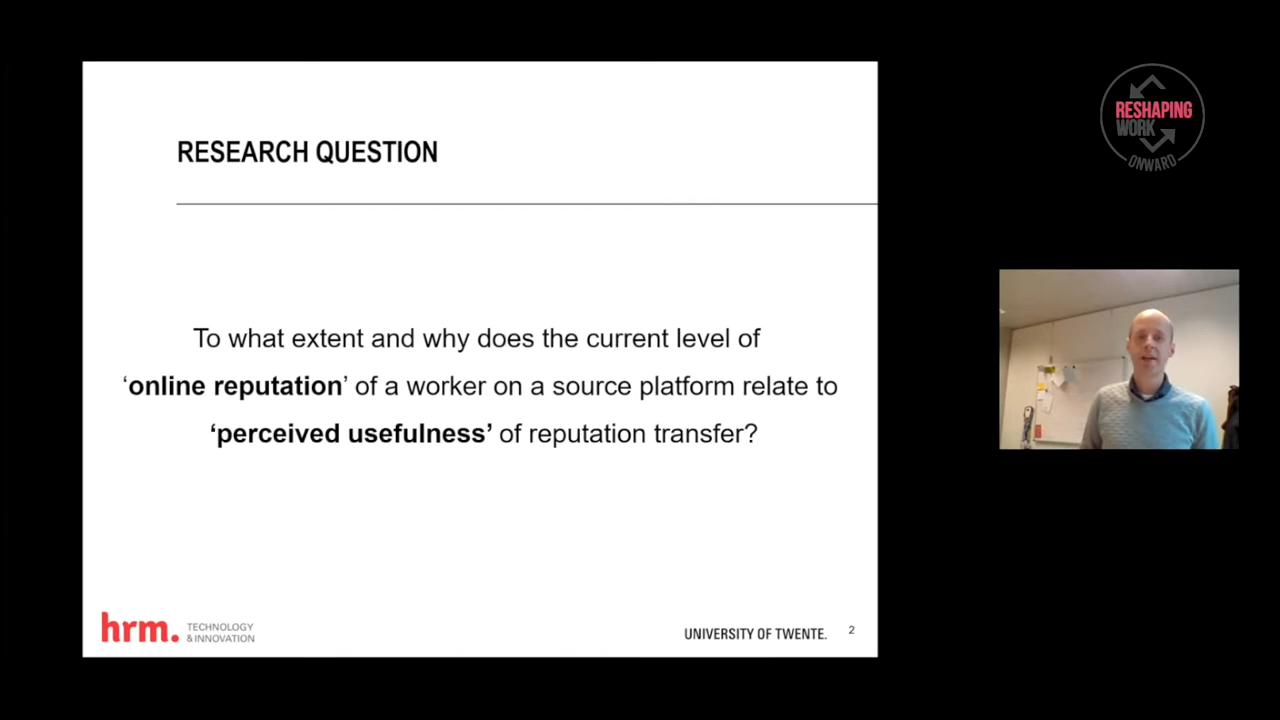 RESEARCH QUESTION
To what extent and why does the current level of
‘online reputation’ of a worker on a source platform relate to
‘perceived usefulness’ of reputation transfer?
hrm. TECHNOLOGY
& INNOVATION
UNIVERSITY OF TWENTE. 2
RESHAPING
WORK
ONWARD